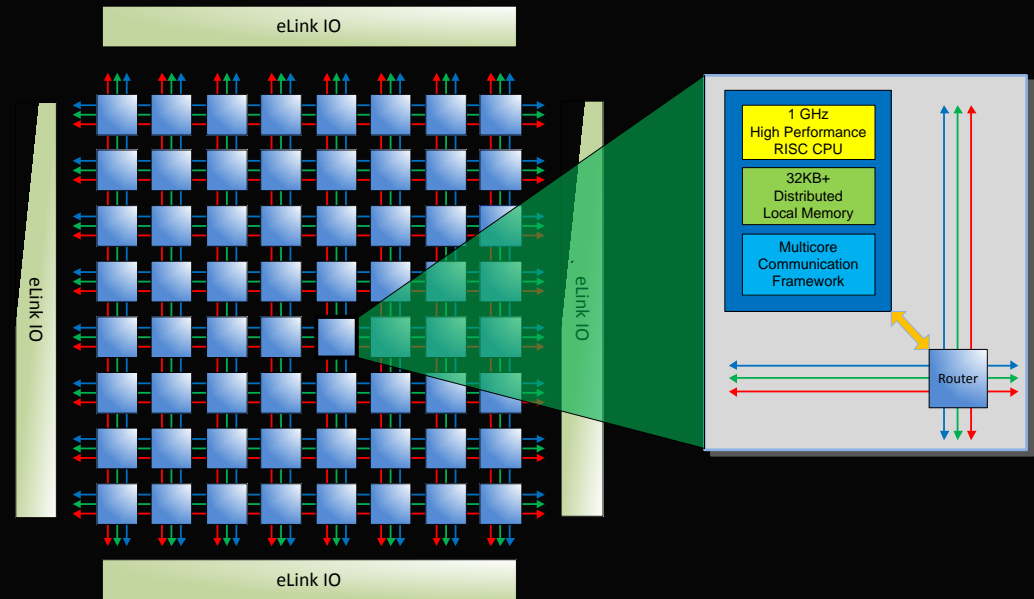 eLink IO
eLink IO
eLink IO
1 GHz
High Performance
RISC CPU
32KB+
Distributed
Local Memory
Multicore
Communication
Framework
Router
eLink IO